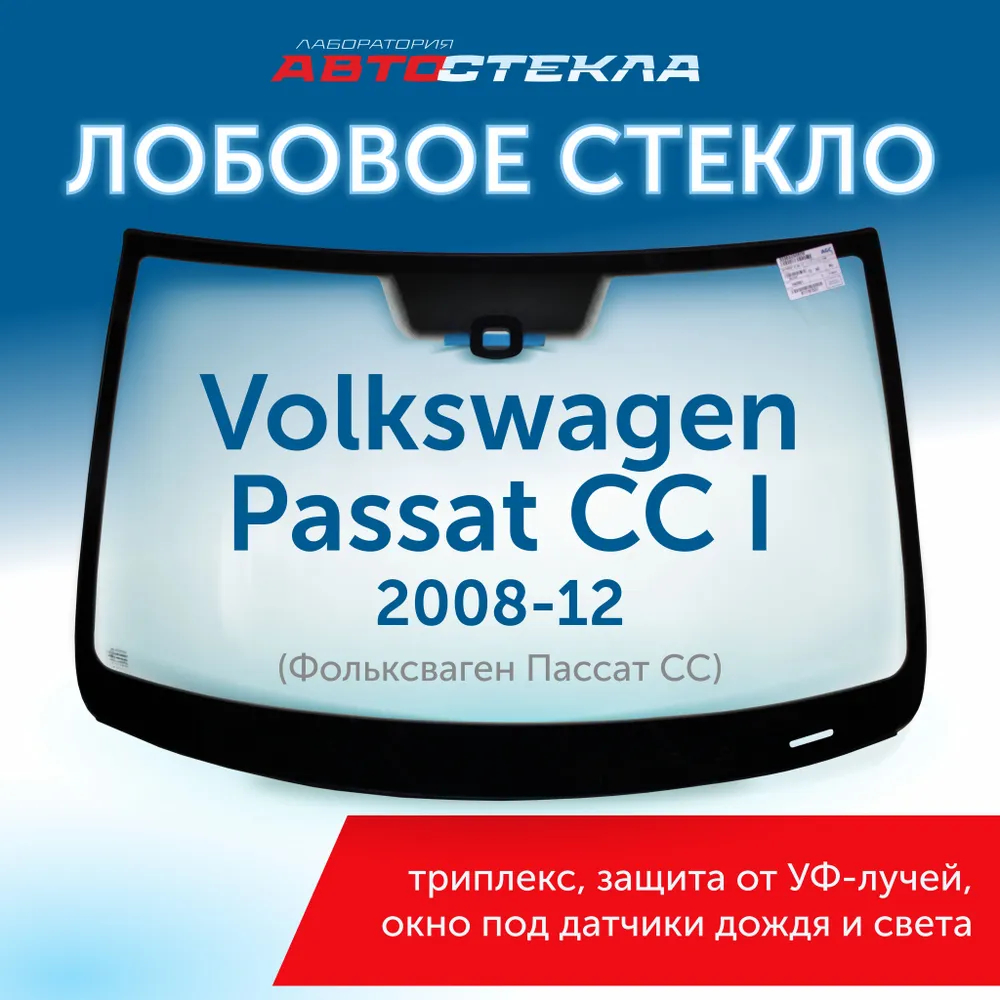 ЛАБОРАТОРИЯ
АВТОСТЕКЛА
ЛОБОВОЕ СТЕКЛО
Volkswagen
Passat CC I
2008-12
(Фольксваген Пассат СС)
триплекс, защита от УФ-лучей,
окно под датчики дождя и света